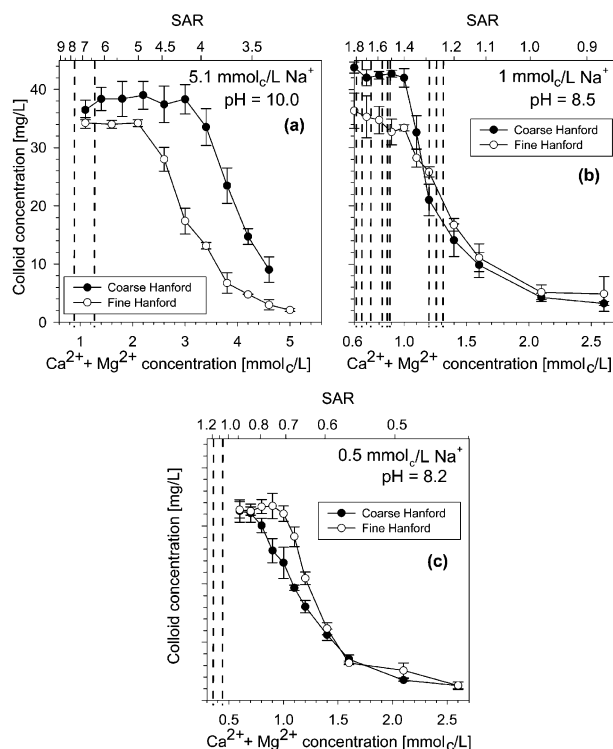 SAR
9 8 7 6 5 4.5 4 3.5
5.1 mmolc/L Na+
pH = 10.0
(a)
Coarse Hanford
Fine Hanford
Colloid concentration [mg/L]
40
30
20
10
0
1 2 3 4 5
Ca2++ Mg2+ concentration [mmolC/L]
SAR
1.8 1.6 1.4 1.2 1.1 1.0 0.9
1 mmolc/L Na+
pH = 8.5
Coarse Hanford
Fine Hanford
(b)
0.6 1.0 1.5 2.0 2.5
Ca2++ Mg2+ concentration [mmolC/L]
SAR
1.2 1.0 0.8 0.7 0.6 0.5
0.5 mmolc/L Na+
pH = 8.2
Coarse Hanford
Fine Hanford
(c)
Colloid concentration [mg/L]
0.5 1.0 1.5 2.0 2.5
Ca2++ Mg2+ concentration [mmolC/L]